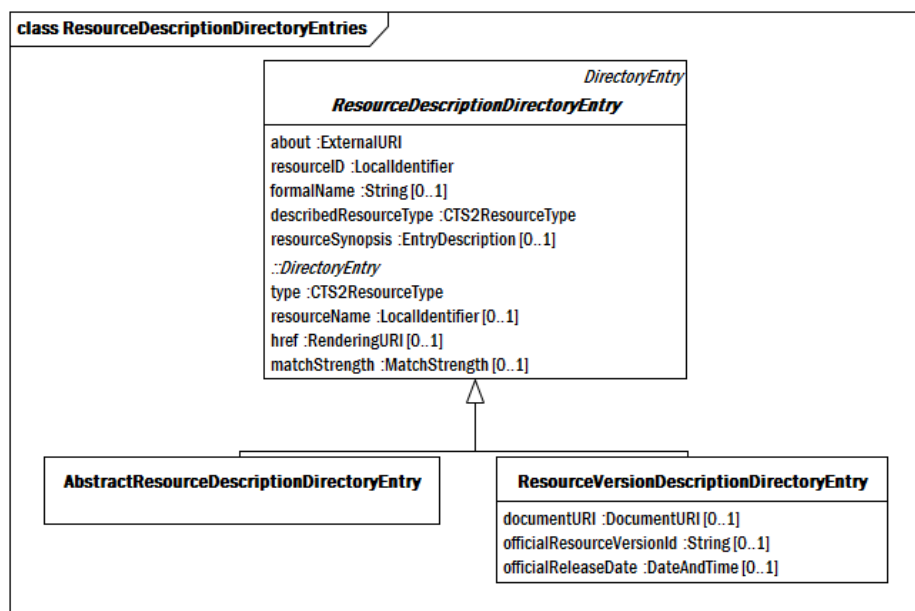 class ResourceDescriptionDirectoryEntries
DirectoryEntry
ResourceDescriptionDirectoryEntry
about :ExternalURI
resourceID :LocalIdentifier
formalName :String [0..1]
describedResourceType :CTS2ResourceType
resourceSynopsis :EntryDescription [0..1]
::DirectoryEntry
type :CTS2ResourceType
resourceName :LocalIdentifier [0..1]
href :RenderingURI [0..1]
matchStrength :MatchStrength [0..1]
AbstractResourceDescriptionDirectoryEntry
ResourceVersionDescriptionDirectoryEntry
documentURI :DocumentURI [0..1]
officialResourceVersionId :String [0..1]
officialReleaseDate :DateAndTime [0..1]